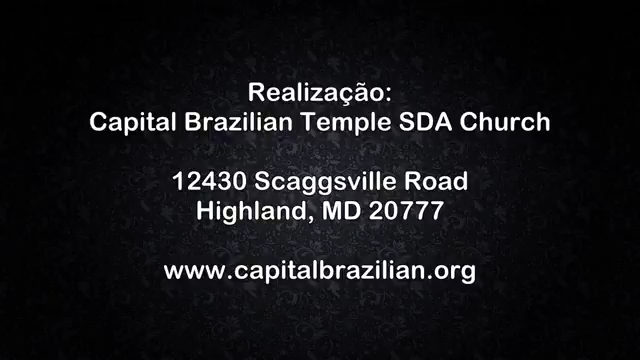 Realização:
Capital Brazilian Temple SDA Church
12430 Scaggsville Road
Highland, MD 20777
www.capitalbrazilian.org